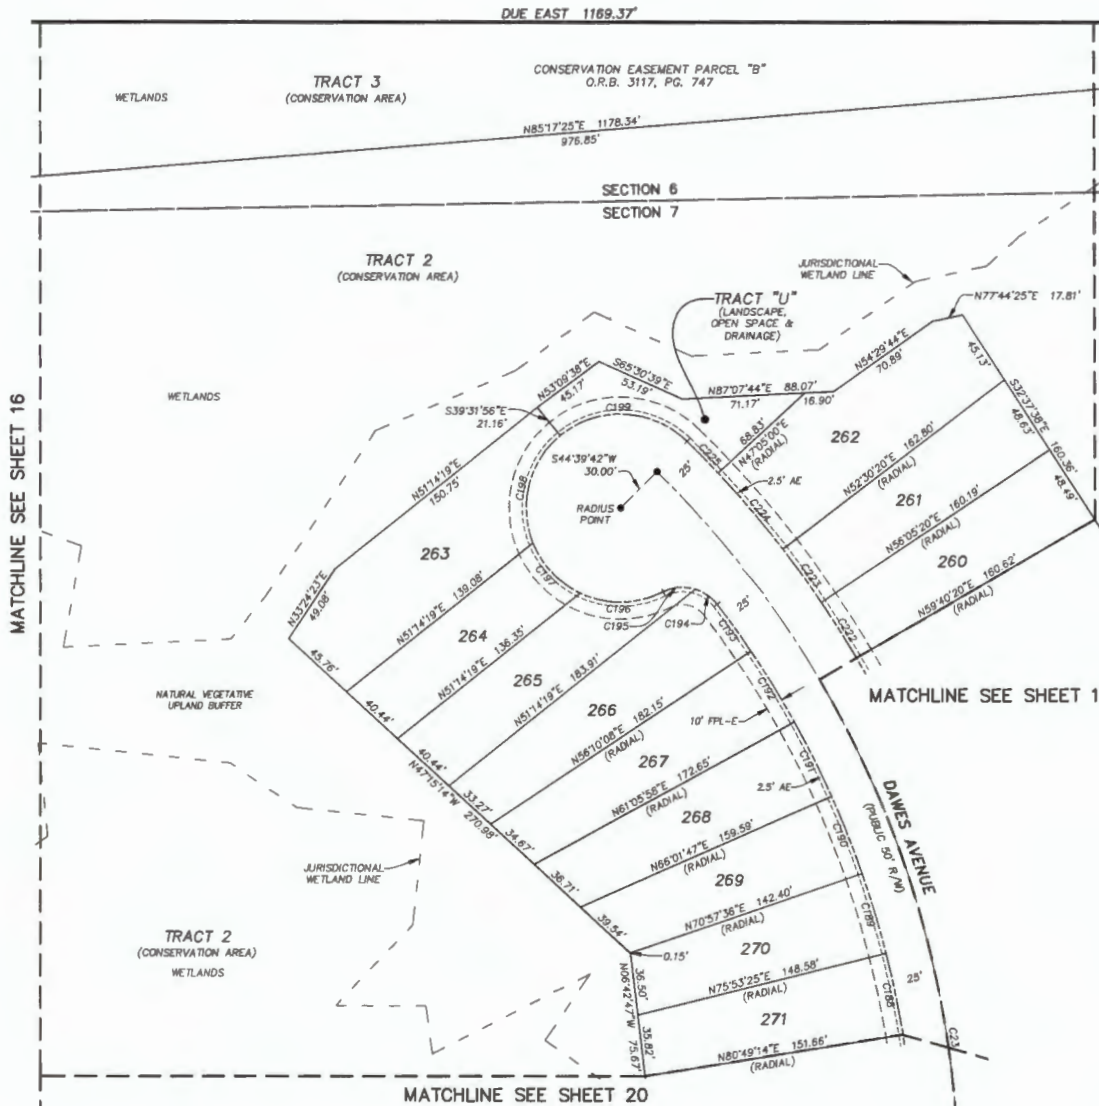 DUE EAST 1169.37'
TRACT 3
(CONSERVATION AREA)
WETLANDS
CONSERVATION EASEMENT PARCEL "B"
O.R.B. 3117, PG. 747
N85°17'25"E 1178.34'
976.85'
SECTION 6
SECTION 7
TRACT 2
(CONSERVATION AREA)
JURISDICTIONAL
WETLAND LINE
TRACT "U"
(LANDSCAPE,
OPEN SPACE &
DRAINAGE)
N77°44'25"E 17.81'
N54°29'44"E
70.89'
45.13'
S32°37'38"E 160.36'
48.63'
48.49'
MATCHLINE SEE SHEET 16
WETLANDS
N53°09'38"E
45.17'
S65°30'39"E
53.19'
N87°07'44"E 88.07'
71.17'
16.90'
S39°31'56"E
21.16'
C199
68.83'
N47°05'00"E
(RADIAL)
262
C225
25'
2.5' AE
N52°30'20"E 162.80'
(RADIAL)
S44°39'42"W
30.00'
RADIUS
POINT
C198
C224
261
N51°14'19"E
150.75'
263
N56°05'20"E 160.19'
(RADIAL)
260
C223
N59°40'20"E 160.62'
(RADIAL)
C222
N33°24'23"E
49.08'
N51°14'19"E 139.08'
C197
C196
C195
C194
25'
C193
264
N51°14'19"E 136.35'
265
45.76'
N51°14'19"E 183.91'
C192
MATCHLINE SEE SHEET 1
NATURAL VEGETATIVE
UPLAND BUFFER
40.44'
266
N56°10'08"E 182.15'
(RADIAL)
10' FPL-E
40.44'
N47°15'14"W
270.98'
267
N61°05'58"E 172.65'
(RADIAL)
C191
2.5' AE
33.27'
268
34.67'
N66°01'47"E 159.59'
(RADIAL)
C190
DAWES AVENUE
(PUBLIC 50' R/W)
JURISDICTIONAL
WETLAND LINE
36.71'
269
39.54'
N70°57'36"E 142.40'
(RADIAL)
C189
TRACT 2
(CONSERVATION AREA)
WETLANDS
0.15'
270
36.50'
N06°42'47"W 75.67'
N75°53'25"E 148.58'
(RADIAL)
25'
C188
35.82'
271
C23
N80°49'14"E 151.66'
(RADIAL)
MATCHLINE SEE SHEET 20